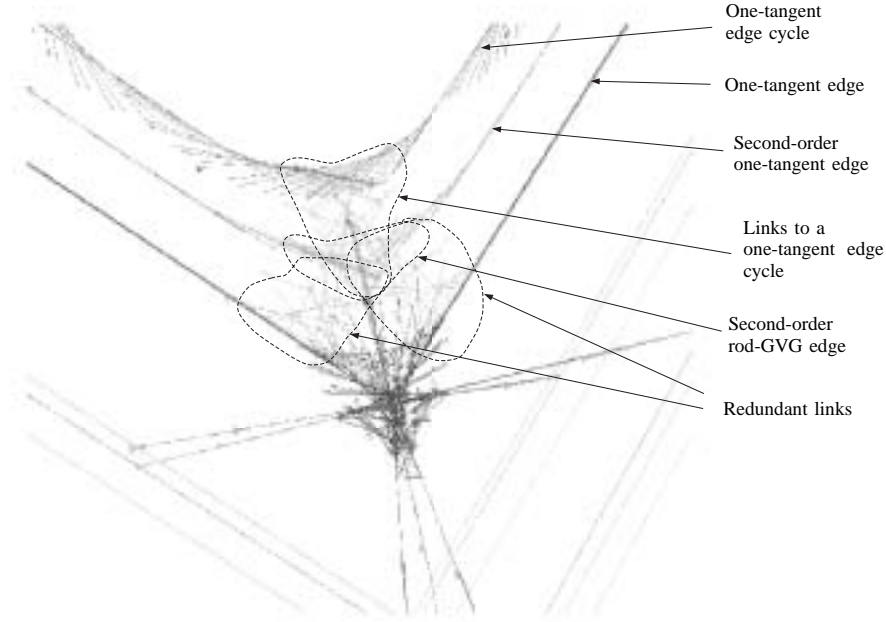 One-tangent
edge cycle
One-tangent edge
Second-order
one-tangent edge
Links to a
one-tangent edge
cycle
Second-order
rod-GVG edge
Redundant links